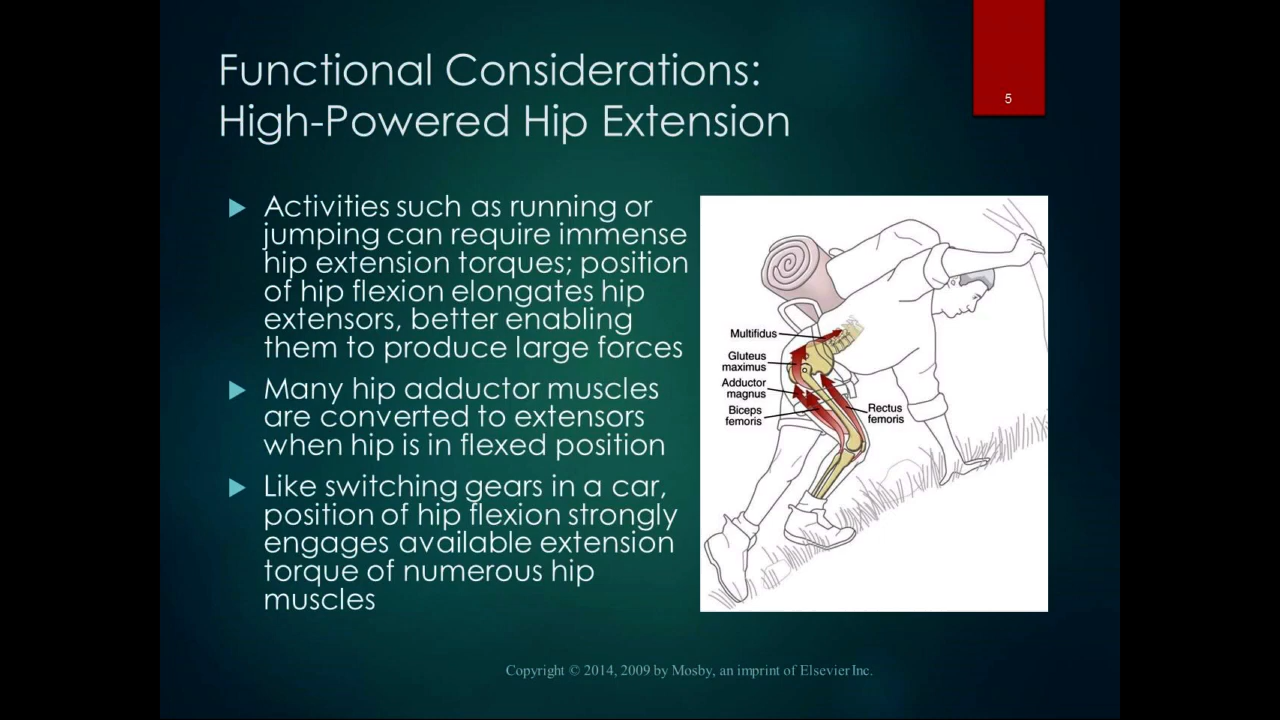 Functional Considerations:
High-Powered Hip Extension
5
Activities such as running or
jumping can require immense
hip extension torques; position
of hip flexion elongates hip
extensors, better enabling
them to produce large forces
Many hip adductor muscles
are converted to extensors
when hip is in flexed position
Like switching gears in a car,
position of hip flexion strongly
engages available extension
torque of numerous hip
muscles
Multifidus
Gluteus
maximus
Adductor
magnus
Biceps
femoris
Rectus
femoris
Copyright © 2014, 2009 by Mosby, an imprint of Elsevier Inc.